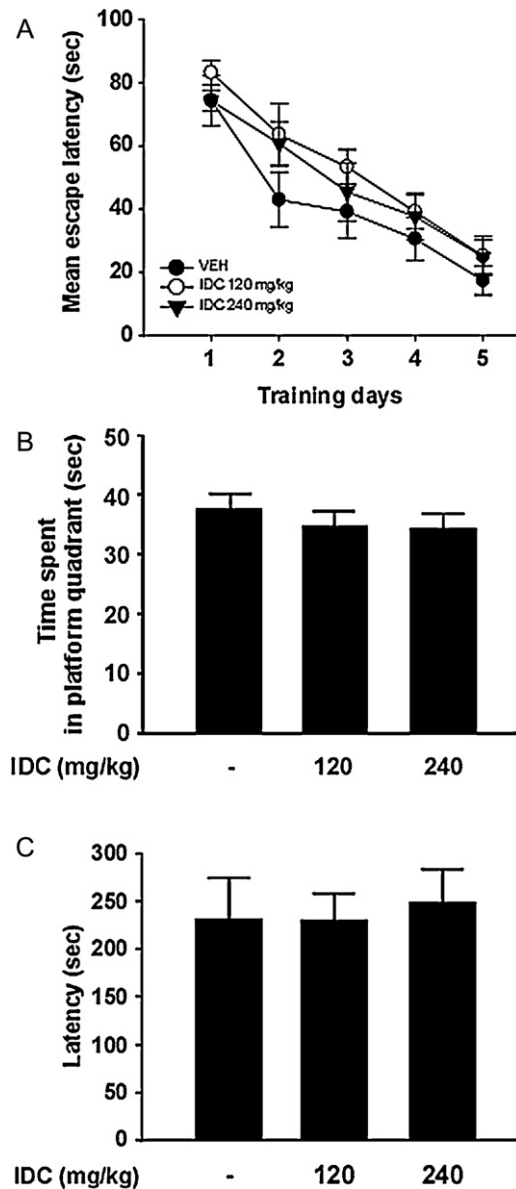 A
Mean escape latency (sec)
100
80
60
40
20
0
VEH
IDC 120 mg/kg
IDC 240 mg/kg
1 2 3 4 5
Training days
B
Time spent
in platform quadrant (sec)
50
40
30
20
10
0
IDC (mg/kg) - 120 240
C
Latency (sec)
300
250
200
150
100
50
0
IDC (mg/kg) - 120 240